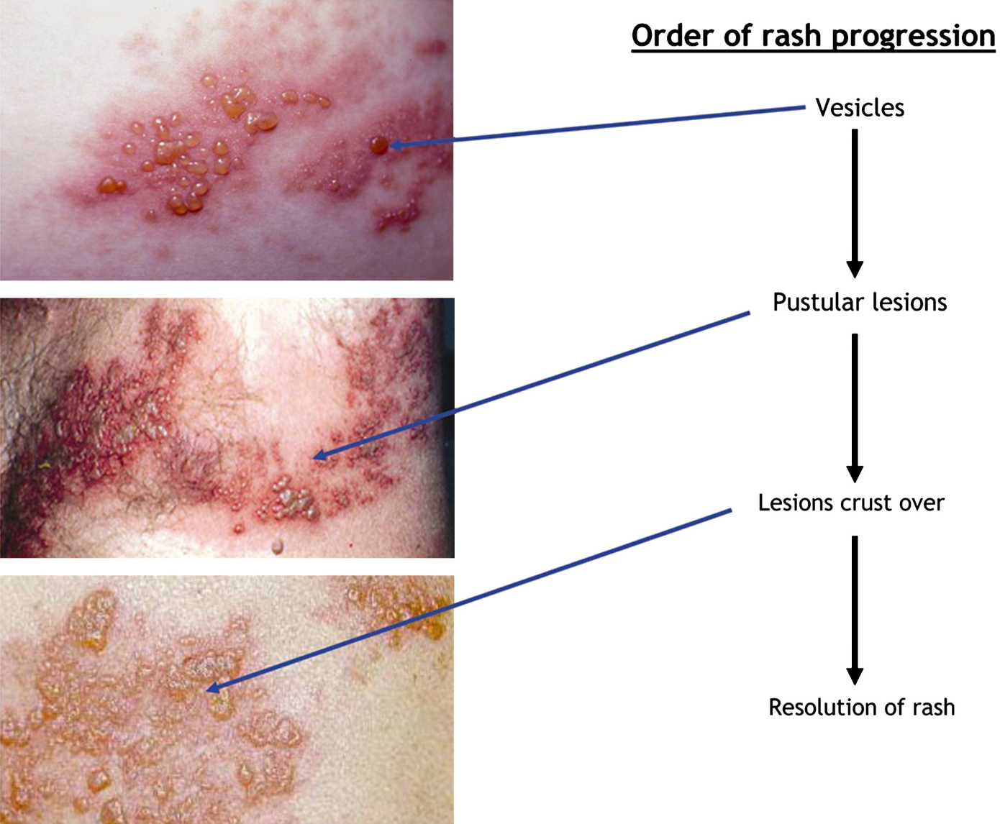 Order of rash progression
Vesicles
Pustular lesions
Lesions crust over
Resolution of rash